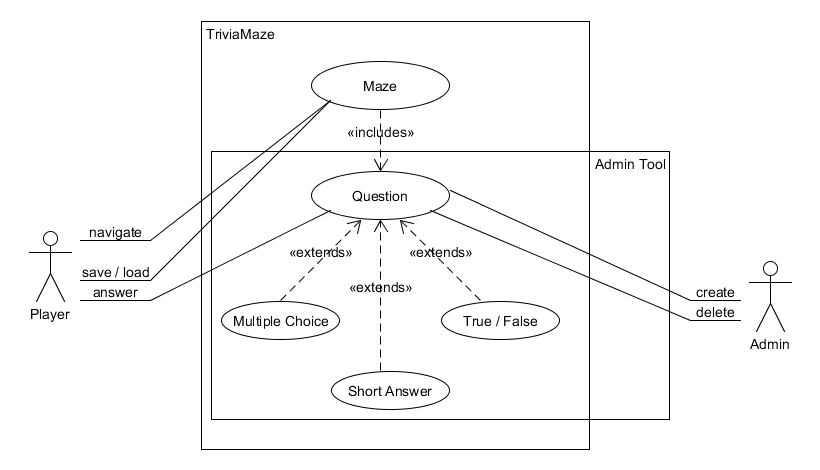 TriviaMaze
Maze
«includes»
Admin Tool
Question
navigate
«extends»
«extends»
save / load
«extends»
answer
create
delete
Player
Multiple Choice
True / False
Admin
Short Answer